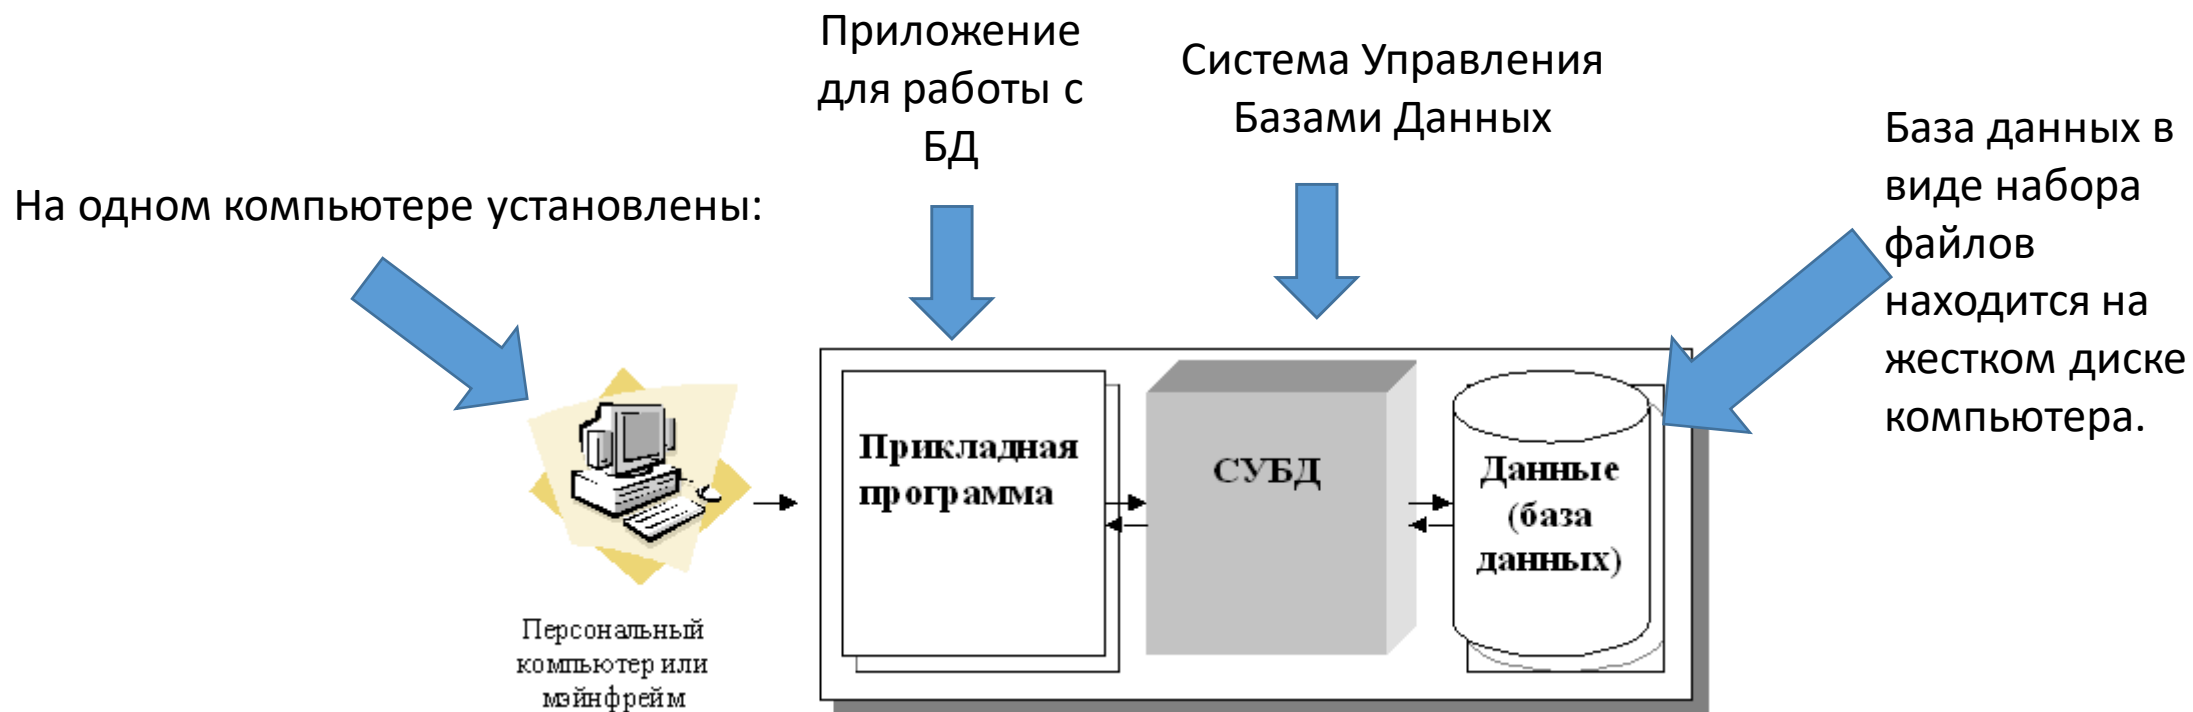 Приложение
для работы с
БД
Система Управления
Базами Данных
База данных в
виде набора
файлов
находится на
жестком диске
компьютера.
На одном компьютере установлены:
Прикладная
программа
СУБД
Данные
(база
данных)
Персональный
компьютер или
мэйнфрейм